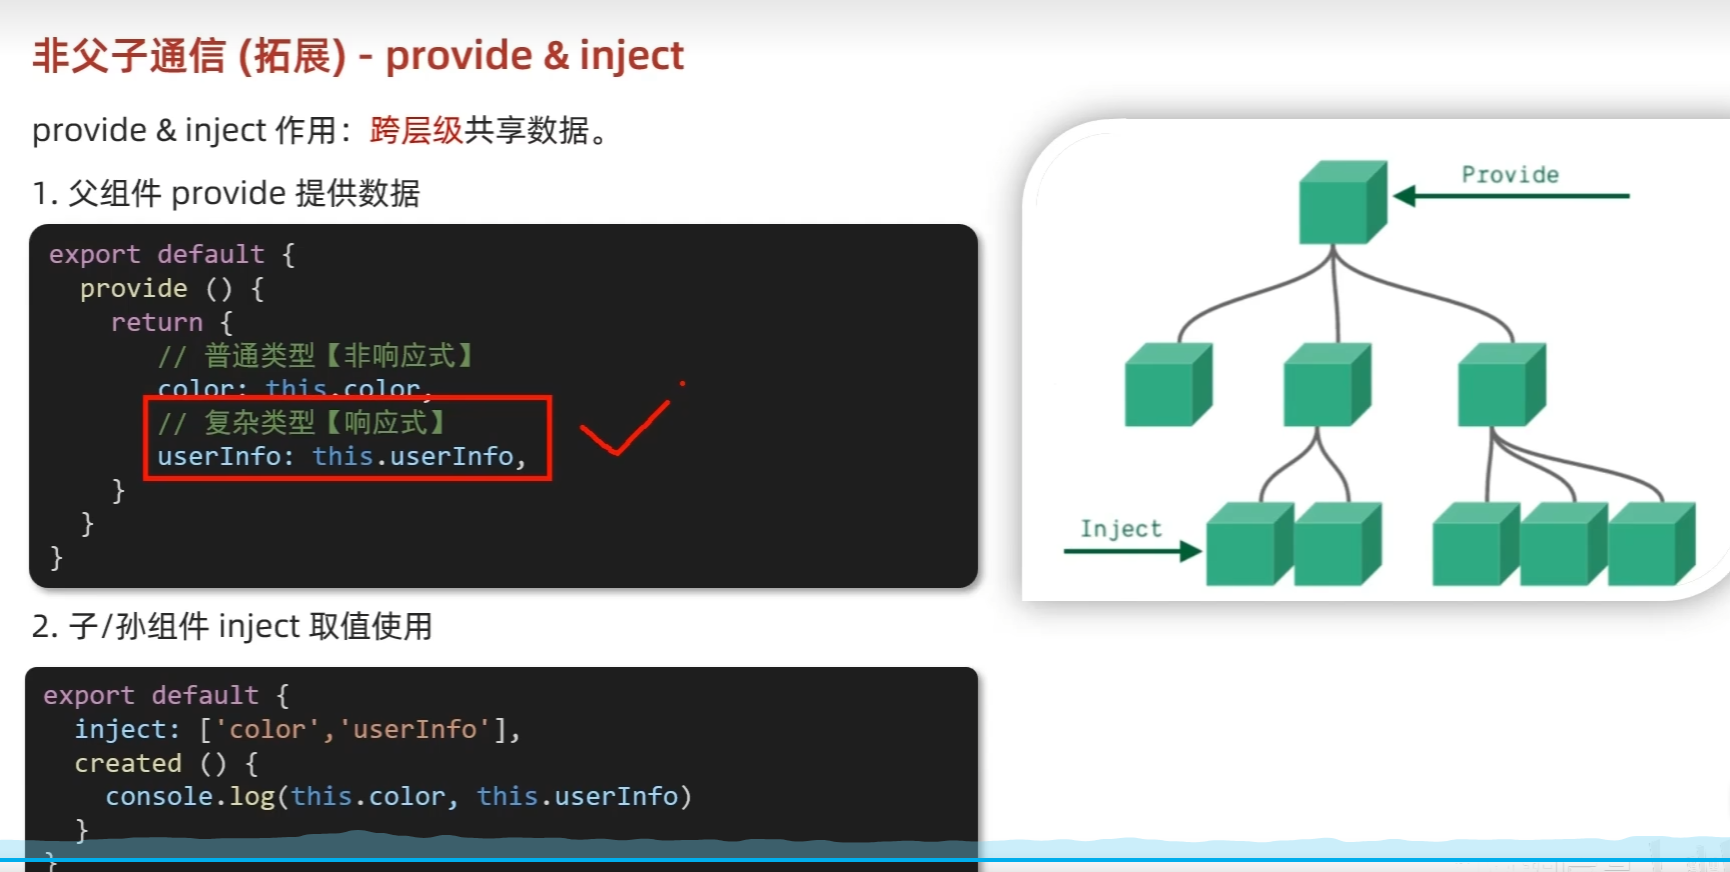 非父子通信 (拓展) - provide & inject
provide & inject 作用：跨层级共享数据。
1. 父组件 provide 提供数据
export default {
provide () {
return {
// 普通类型【非响应式】
color: this.color,
// 复杂类型【响应式】
userInfo: this.userInfo,
}
}
}
2. 子/孙组件 inject 取值使用
export default {
inject: ['color','userInfo'],
created () {
console.log(this.color, this.userInfo)
}
}
Provide
Inject